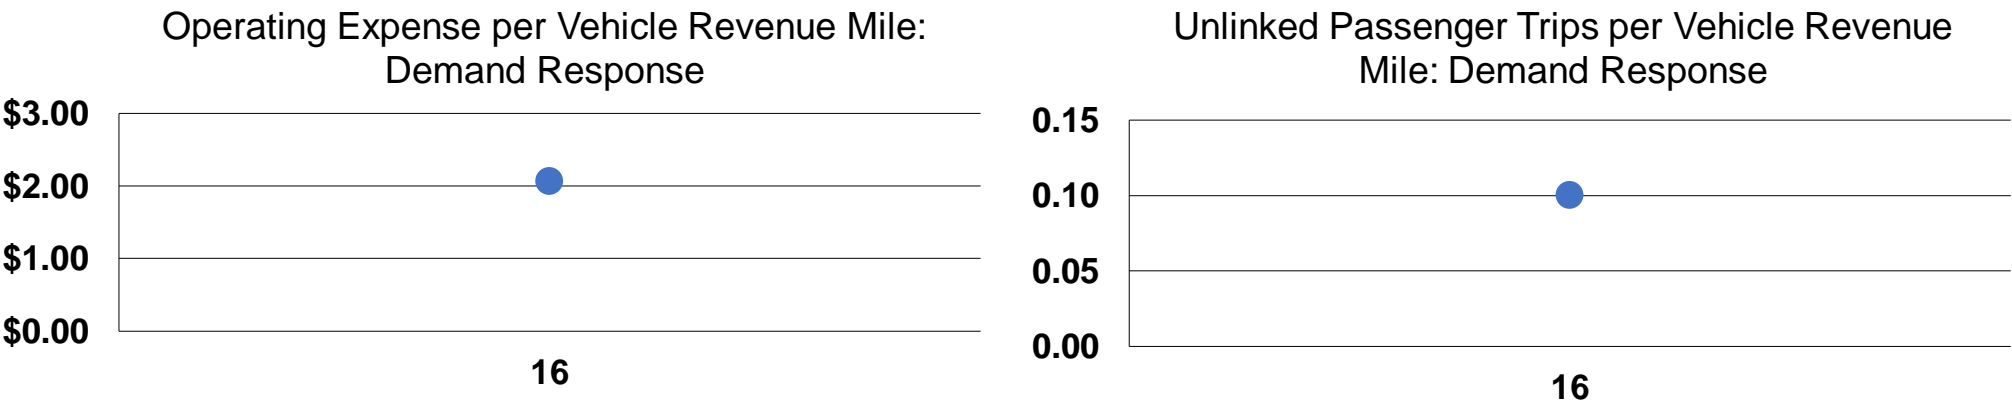 Operating Expense per Vehicle Revenue Mile:
Demand Response
$3.00
$2.00
$1.00
$0.00
16
Unlinked Passenger Trips per Vehicle Revenue
Mile: Demand Response
0.15
0.10
0.05
0.00
16